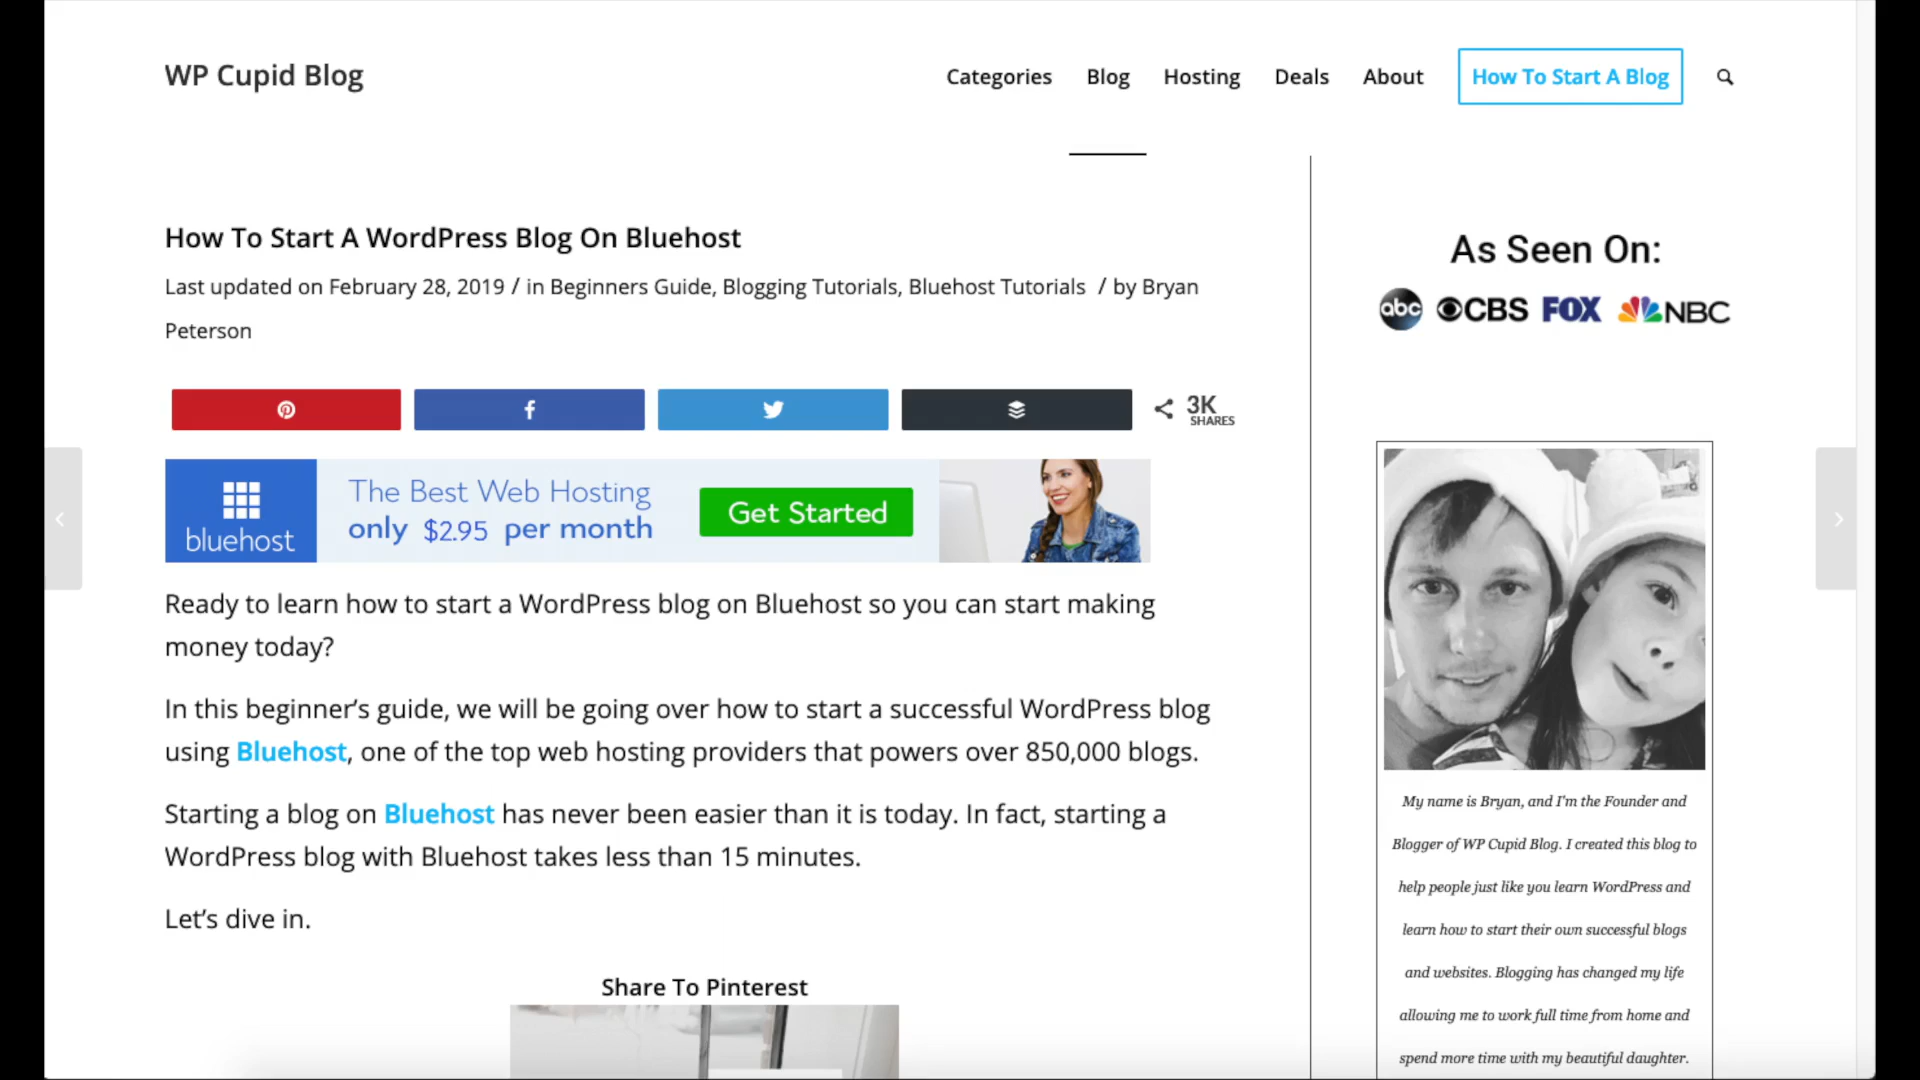 WP Cupid Blog
Categories Blog Hosting Deals About How To Start A Blog
How To Start A WordPress Blog On Bluehost
Last updated on February 28, 2019 / in Beginners Guide, Blogging Tutorials, Bluehost Tutorials / by Bryan
Peterson
3K
SHARES
bluehost
The Best Web Hosting
only $2.95 per month
Get Started
Ready to learn how to start a WordPress blog on Bluehost so you can start making
money today?
In this beginner’s guide, we will be going over how to start a successful WordPress blog
using Bluehost, one of the top web hosting providers that powers over 850,000 blogs.
Starting a blog on Bluehost has never been easier than it is today. In fact, starting a
WordPress blog with Bluehost takes less than 15 minutes.
Let’s dive in.
Share To Pinterest
As Seen On:
abc CBS FOX NBC
My name is Bryan, and I'm the Founder and
Blogger of WP Cupid Blog. I created this blog to
help people just like you learn WordPress and
learn how to start their own successful blogs
and websites. Blogging has changed my life
allowing me to work full time from home and
spend more time with my beautiful daughter.